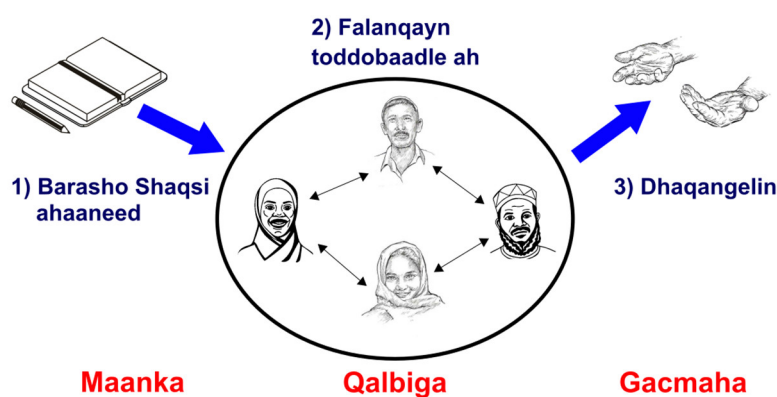 1) Barasho Shaqsi
ahaaneed
2) Falanqayn
toddobaadle ah
3) Dhaqangelin
Maanka
Qalbiga
Gacmaha